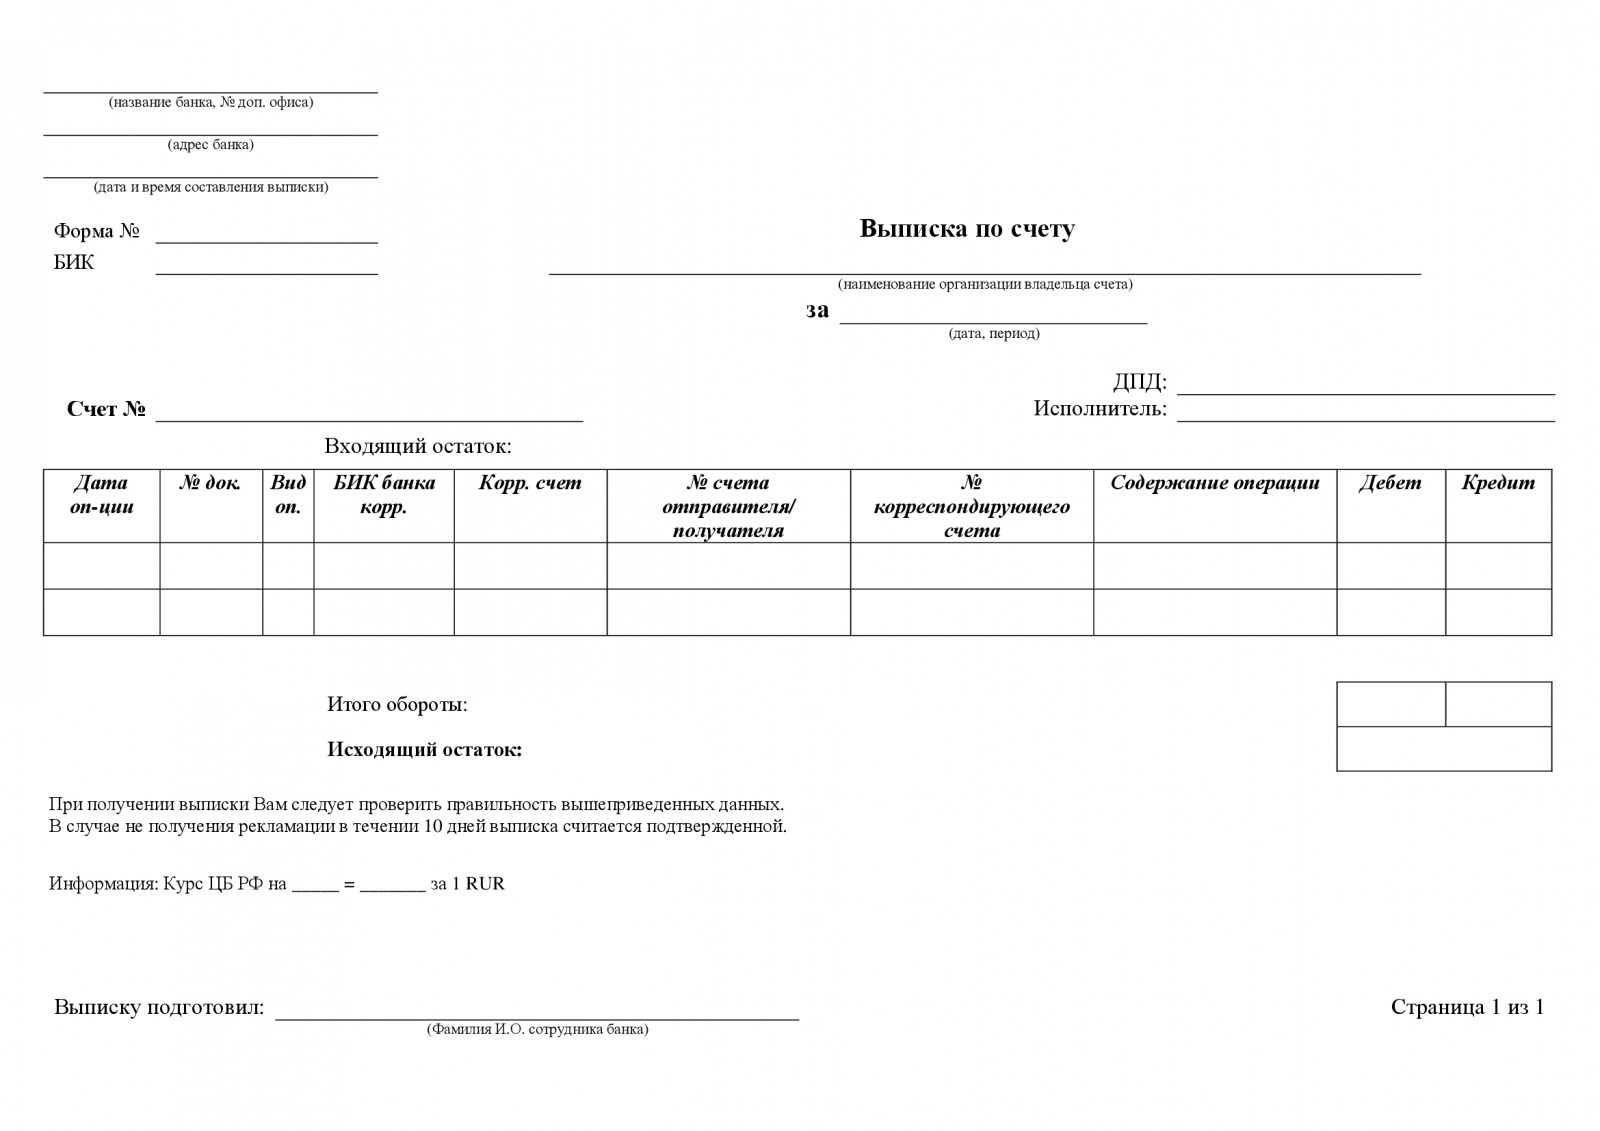 (название банка, № доп. офиса)
(адрес банка)
(дата и время составления выписки)
Форма №
Выписка по счету
БИК
(наименование организации владельца счета)
за
(дата, период)
ДПД:
Счет №
Исполнитель:
Входящий остаток:
Дата оп-ции
№ док.
Вид оп.
БИК банка корр.
Корр. счет
№ счета отправителя/ получателя
№ корреспондирующего счета
Содержание операции
Дебет
Кредит
Итого обороты:
Исходящий остаток:
При получении выписки Вам следует проверить правильность вышеприведенных данных.
В случае не получения рекламации в течении 10 дней выписка считается подтвержденной.
Информация: Курс ЦБ РФ на _____ = _______ за 1 RUR
Выписку подготовил:
Страница 1 из 1
(Фамилия И.О. сотрудника банка)